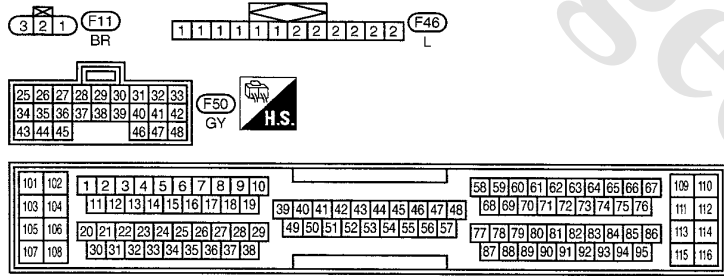 3 2 1 F11
BR
1 1 1 1 1 1 2 2 2 2 2 2 F46
L
25 26 27 28 29 30 31 32 33
34 35 36 37 38 39 40 41 42
43 44 45 46 47 48
F50
GY
H.S.
101 102 1 2 3 4 5 6 7 8 9 10 58 59 60 61 62 63 64 65 66 67 109 110
103 104 11 12 13 14 15 16 17 18 19 39 40 41 42 43 44 45 46 47 48 68 69 70 71 72 73 74 75 76 111 112
105 106 20 21 22 23 24 25 26 27 28 29 49 50 51 52 53 54 55 56 57 77 78 79 80 81 82 83 84 85 86 113 114
107 108 30 31 32 33 34 35 36 37 38 87 88 89 90 91 92 93 94 95 115 116